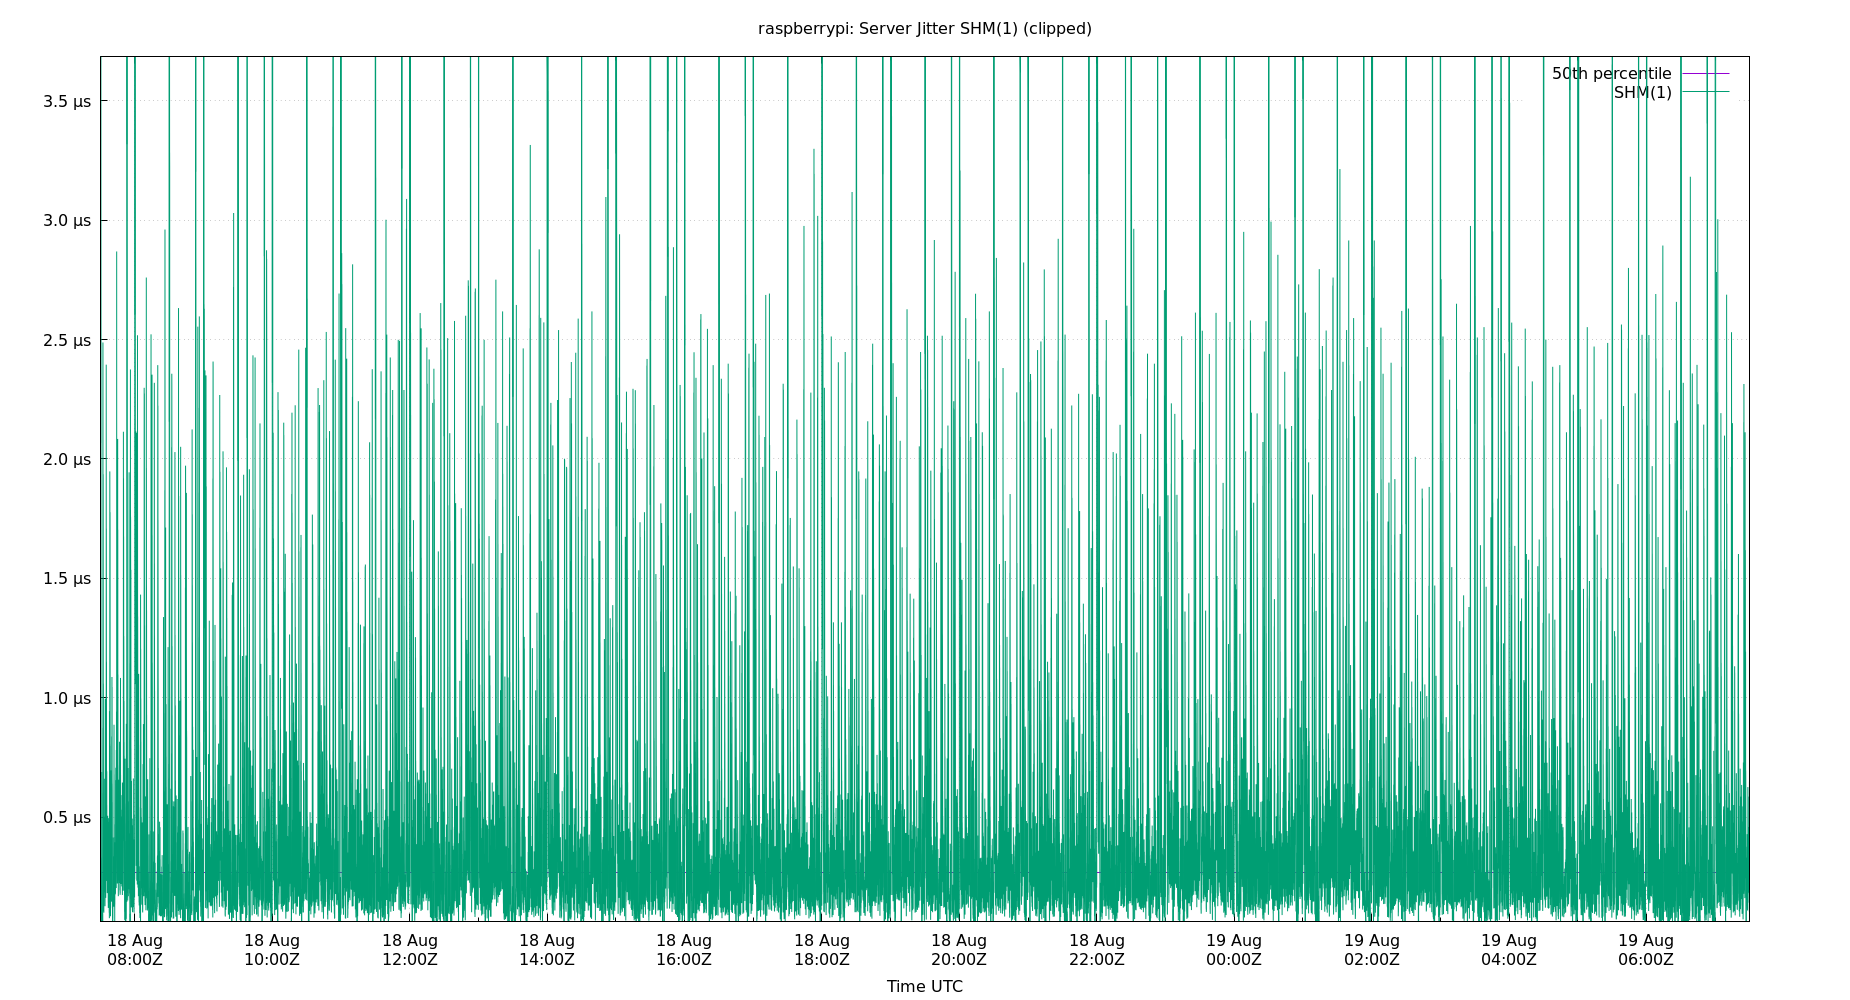 raspberrypi: Server Jitter SHM(1) (clipped)
50th percentile
SHM(1)
3.5 µs
3.0 µs
2.5 µs
2.0 µs
1.5 µs
1.0 µs
0.5 µs
18 Aug 18 Aug 18 Aug 18 Aug 18 Aug 18 Aug 18 Aug 18 Aug 19 Aug 19 Aug 19 Aug 19 Aug
08:00Z 10:00Z 12:00Z 14:00Z 16:00Z 18:00Z 20:00Z 22:00Z 00:00Z 02:00Z 04:00Z 06:00Z
Time UTC